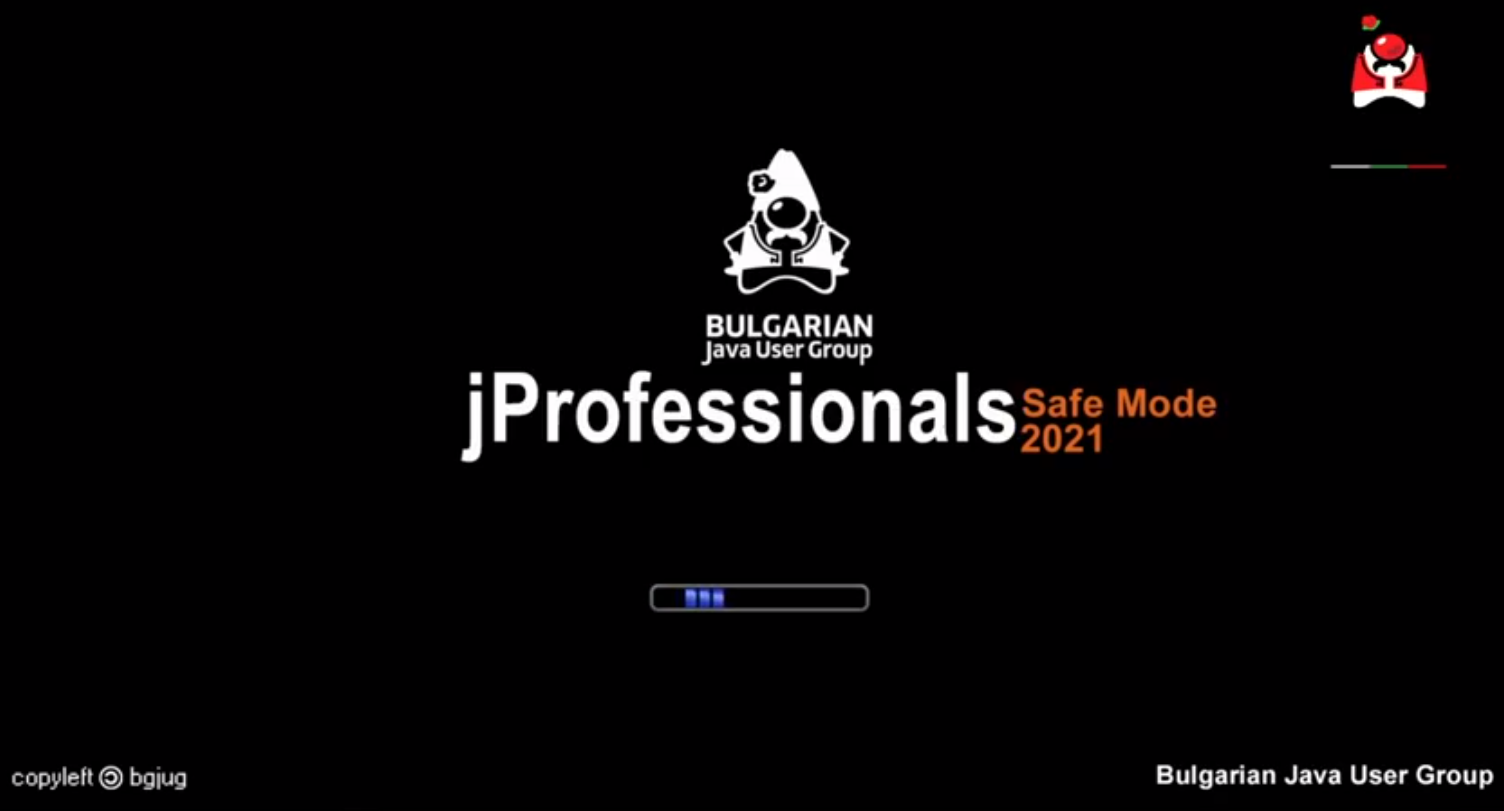 BULGARIAN
Java User Group
jProfessionals Safe Mode
2021
copyleft 🄯 bgjug
Bulgarian Java User Group